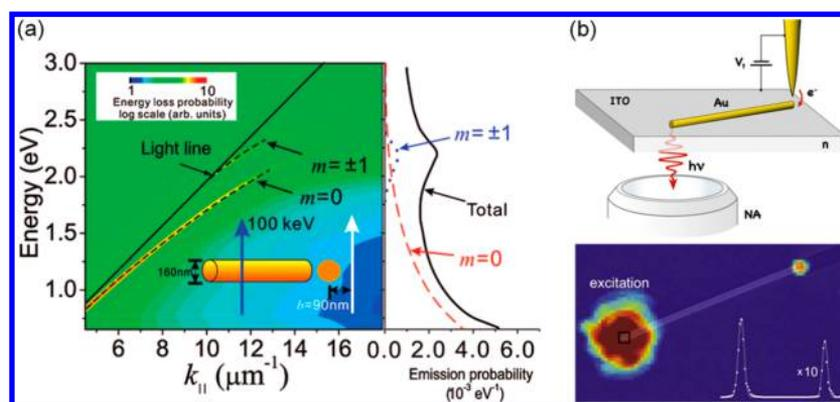 (a)
3.0
2.5
2.0
1.5
1.0
Energy (eV)
1 10
Energy loss probability
log scale (arb. units)
Light line
m=±1
m=0
100 keV
160nm
b=90nm
6 8 10 12 14 16
k|| (μm⁻¹)
m=±1
Total
m=0
0.0 2.0 4.0 6.0
Emission probability
(10⁻³ eV⁻¹)
(b)
Vt
ITO
Au
e⁻
n
hν
NA
excitation
×10